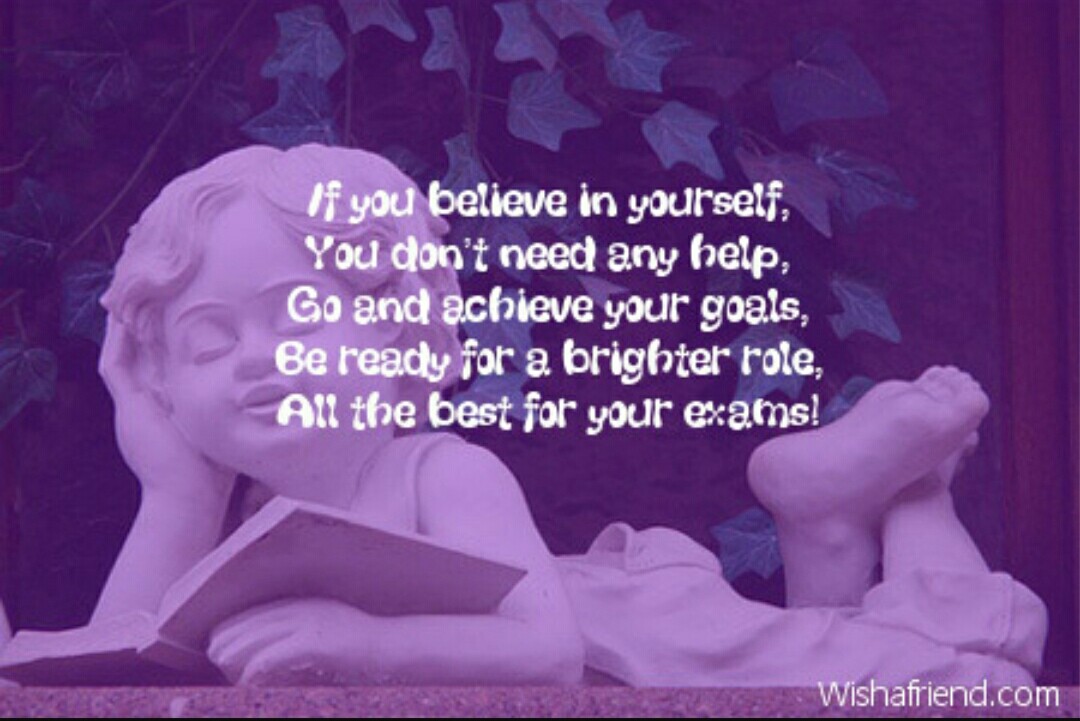 If you believe in yourself,
You don't need any help,
Go and achieve your goals,
Be ready for a brighter role,
All the best for your exams!
Wishafriend.com